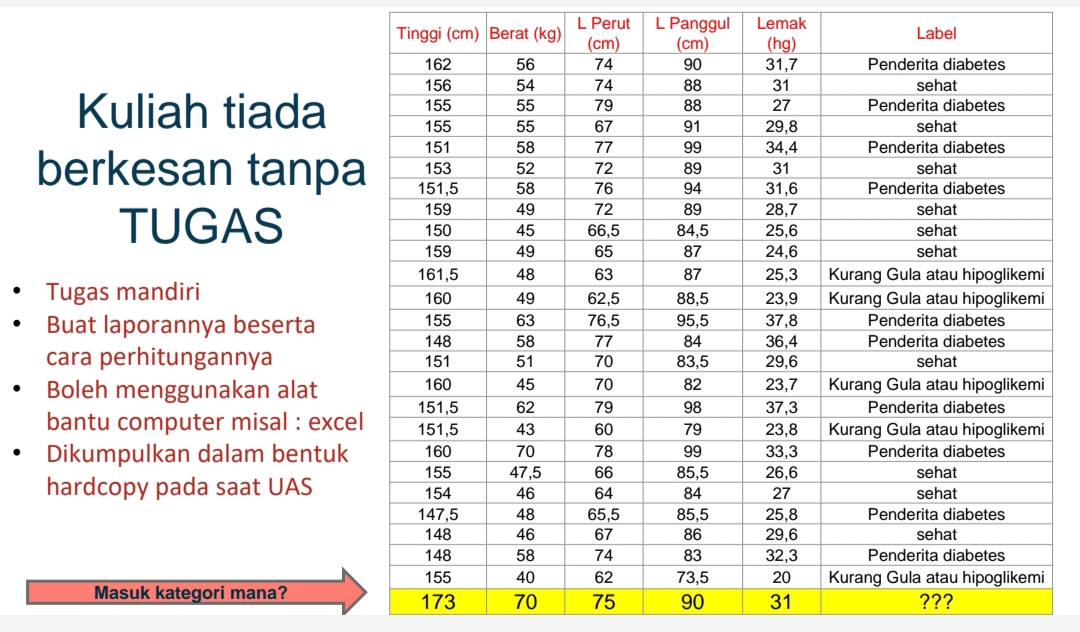 Kuliah tiada
berkesan tanpa
TUGAS
• Tugas mandiri
• Buat laporannya beserta
cara perhitungannya
• Boleh menggunakan alat
bantu computer misal : excel
• Dikumpulkan dalam bentuk
hardcopy pada saat UAS
Masuk kategori mana?
Tinggi (cm) Berat (kg) L Perut (cm) L Panggul (cm) Lemak (hg) Label
162 56 74 90 31,7 Penderita diabetes
156 54 74 88 31 sehat
155 55 79 88 27 Penderita diabetes
155 55 67 91 29,8 sehat
151 58 77 99 34,4 Penderita diabetes
153 52 72 89 31 sehat
151,5 58 76 94 31,6 Penderita diabetes
159 49 72 89 28,7 sehat
150 45 66,5 84,5 25,6 sehat
159 49 65 87 24,6 sehat
161,5 48 63 87 25,3 Kurang Gula atau hipoglikemi
160 49 62,5 88,5 23,9 Kurang Gula atau hipoglikemi
155 63 76,5 95,5 37,8 Penderita diabetes
148 58 77 84 36,4 Penderita diabetes
151 51 70 83,5 29,6 sehat
160 45 70 82 23,7 Kurang Gula atau hipoglikemi
151,5 62 79 98 37,3 Penderita diabetes
151,5 43 60 79 23,8 Kurang Gula atau hipoglikemi
160 70 78 99 33,3 Penderita diabetes
155 47,5 66 85,5 26,6 sehat
154 46 64 84 27 sehat
147,5 48 65,5 85,5 25,8 Penderita diabetes
148 46 67 86 29,6 sehat
148 58 74 83 32,3 Penderita diabetes
155 40 62 73,5 20 Kurang Gula atau hipoglikemi
173 70 75 90 31 ???